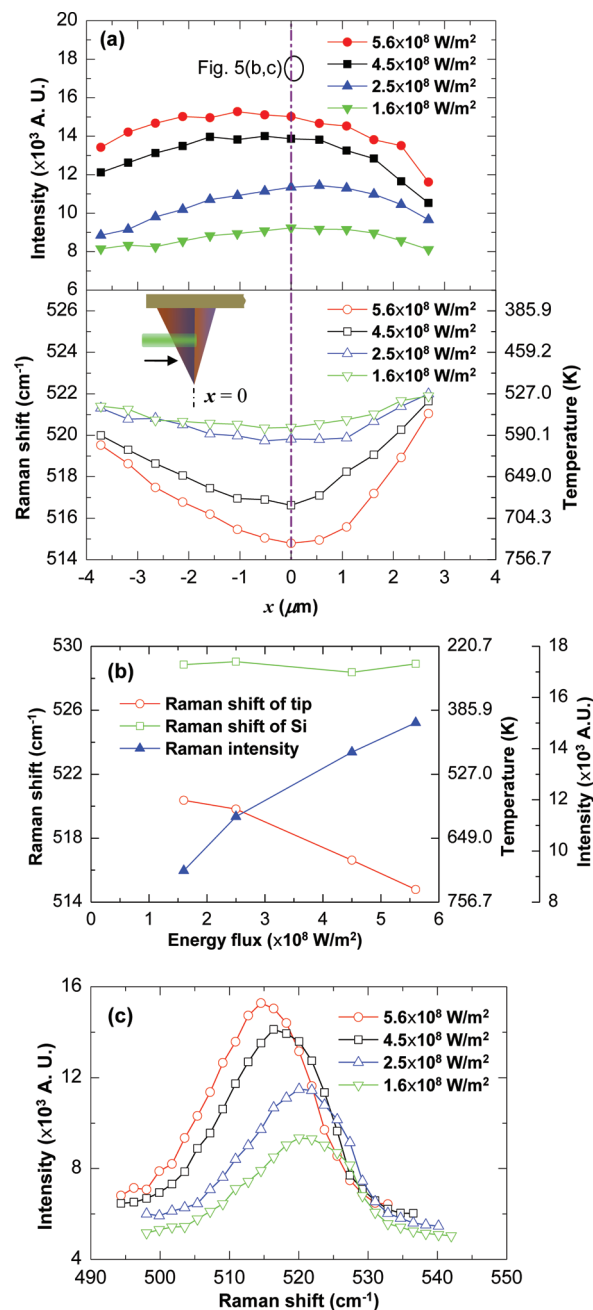 (a)
5.6×10⁸ W/m²
4.5×10⁸ W/m²
2.5×10⁸ W/m²
1.6×10⁸ W/m²
Fig. 5(b,c)
20
18
16
14
12
10
8
6
Intensity (×10³ A. U.)
5.6×10⁸ W/m²
4.5×10⁸ W/m²
2.5×10⁸ W/m²
1.6×10⁸ W/m²
x = 0
526
524
522
520
518
516
514
Raman shift (cm⁻¹)
385.9
459.2
527.0
590.1
649.0
704.3
756.7
Temperature (K)
-4 -3 -2 -1 0 1 2 3 4
x (μm)
(b)
Raman shift of tip
Raman shift of Si
Raman intensity
530
526
522
518
514
Raman shift (cm⁻¹)
220.7
385.9
527.0
649.0
756.7
Temperature (K)
18
17
15
14
12
11
9
8
Intensity (×10³ A.U.)
0 1 2 3 4 5 6
Energy flux (×10⁸ W/m²)
(c)
5.6×10⁸ W/m²
4.5×10⁸ W/m²
2.5×10⁸ W/m²
1.6×10⁸ W/m²
16
12
8
4
Intensity (×10³ A. U.)
490 500 510 520 530 540 550
Raman shift (cm⁻¹)